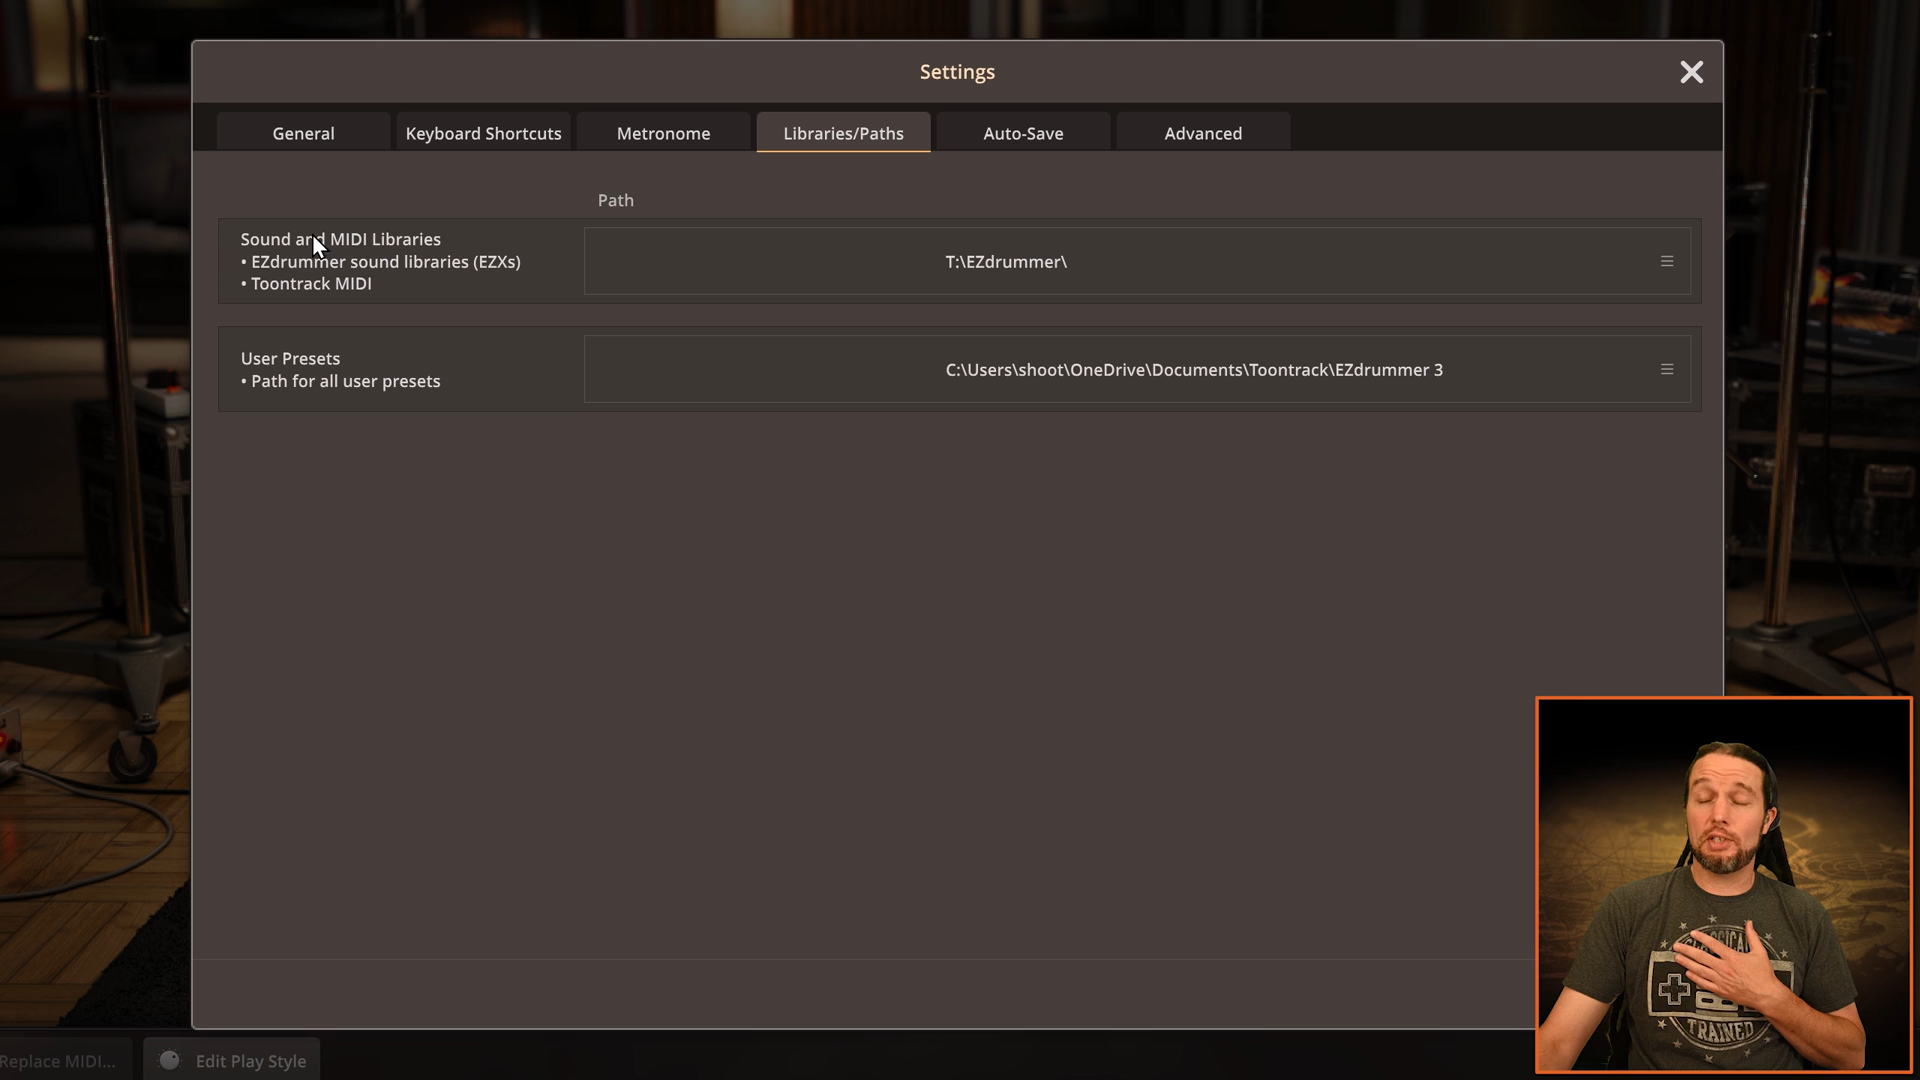 Settings
General
Keyboard Shortcuts
Metronome
Libraries/Paths
Auto-Save
Advanced
Path
Sound and MIDI Libraries
• EZdrummer sound libraries (EZXs)
• Toontrack MIDI
T:\EZdrummer\
User Presets
• Path for all user presets
C:\Users\shoot\OneDrive\Documents\Toontrack\EZdrummer 3
Replace MIDI...
Edit Play Style
TRAINED